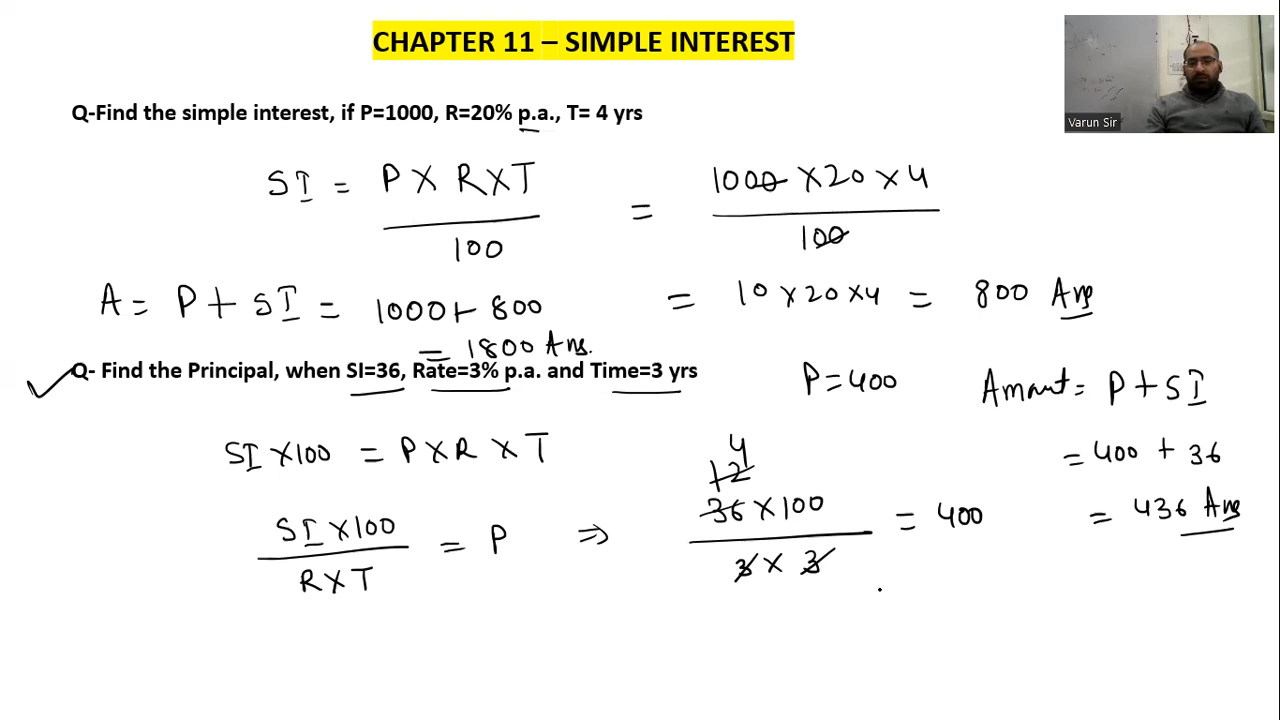 CHAPTER 11 – SIMPLE INTEREST
Varun Sir
Q-Find the simple interest, if P=1000, R=20% p.a., T= 4 yrs
SI = P X R X T / 100 = 1000 X 20 X 4 / 100
= 10 X 20 X 4 = 800 Ans
A = P + SI = 1000 + 800
= 1800 Ans.
Q- Find the Principal, when SI=36, Rate=3% p.a. and Time=3 yrs
SI X 100 = P X R X T
SI X 100 / R X T = P ⇒ 36 X 100 / 3 X 3 = 400
12
4
P = 400
Amount = P + SI
= 400 + 36
= 436 Ans